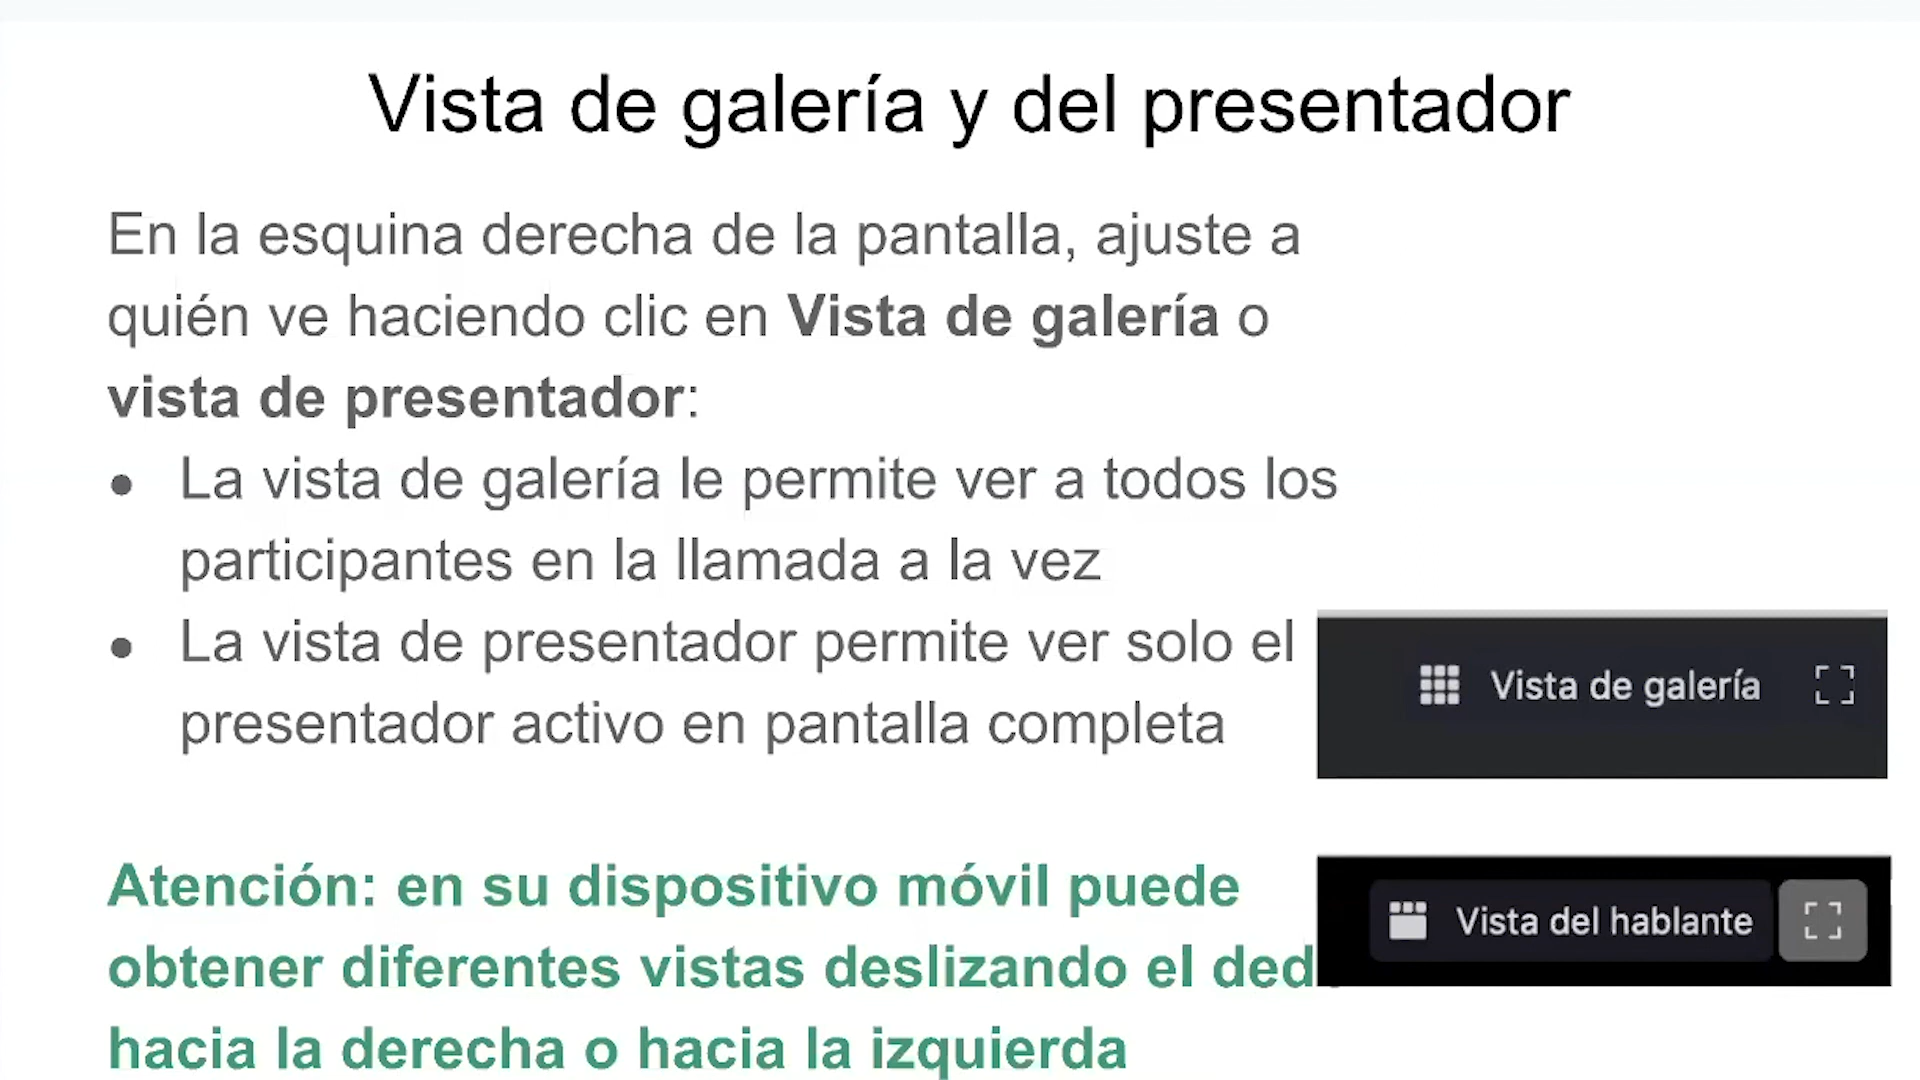 Vista de galería y del presentador
En la esquina derecha de la pantalla, ajuste a
quién ve haciendo clic en Vista de galería o
vista de presentador:
● La vista de galería le permite ver a todos los
participantes en la llamada a la vez
● La vista de presentador permite ver solo el
presentador activo en pantalla completa
Vista de galería
Atención: en su dispositivo móvil puede
obtener diferentes vistas deslizando el ded
hacia la derecha o hacia la izquierda
Vista del hablante